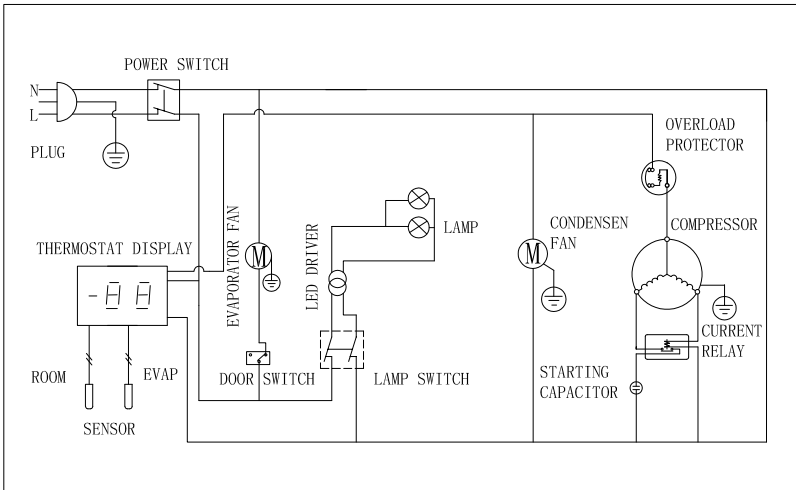 POWER SWITCH
N
L
PLUG
OVERLOAD
PROTECTOR
THERMOSTAT DISPLAY
EVAPORATOR FAN
M
LED DRIVER
LAMP
CONDENSEN
FAN
M
COMPRESSOR
-88
CURRENT
RELAY
ROOM
EVAP
SENSOR
DOOR SWITCH
LAMP SWITCH
STARTING
CAPACITOR